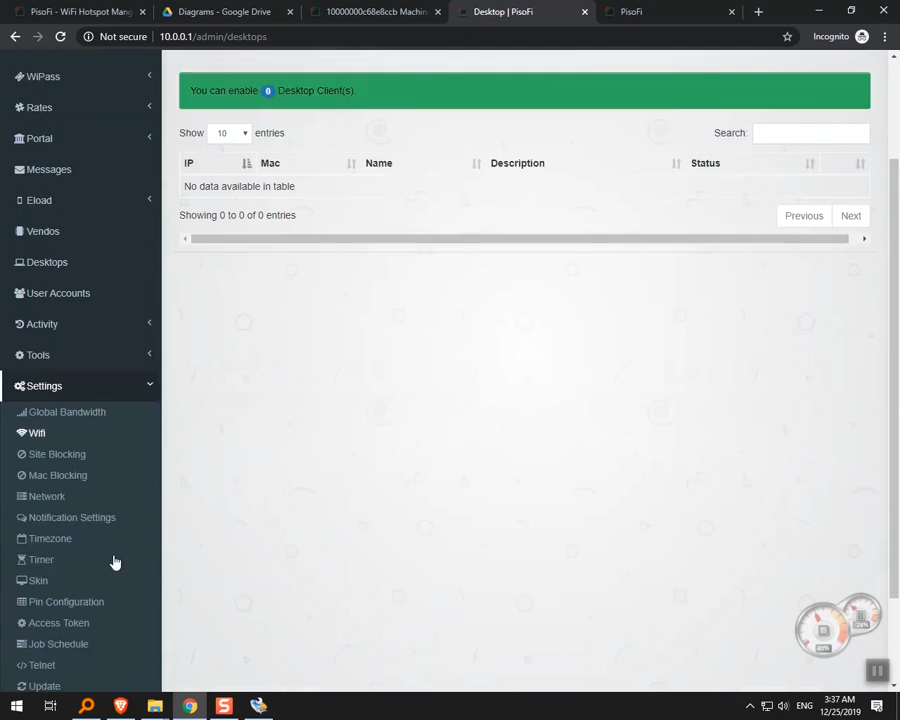 PisoFi - WiFi Hotspot Mang
Diagrams - Google Drive
10000000c68e8ccb Machine
Desktop | PisoFi
PisoFi
Not secure
10.0.0.1/admin/desktops
Incognito
WiPass
Rates
Portal
Messages
Eload
Vendos
Desktops
User Accounts
Activity
Tools
Settings
Global Bandwidth
Wifi
Site Blocking
Mac Blocking
Network
Notification Settings
Timezone
Timer
Skin
Pin Configuration
Access Token
Job Schedule
Telnet
Update
You can enable 0 Desktop Client(s).
Show 10 entries
Search:
IP Mac Name Description Status
No data available in table
Showing 0 to 0 of 0 entries
Previous Next
40%
ENG
3:37 AM
12/25/2019